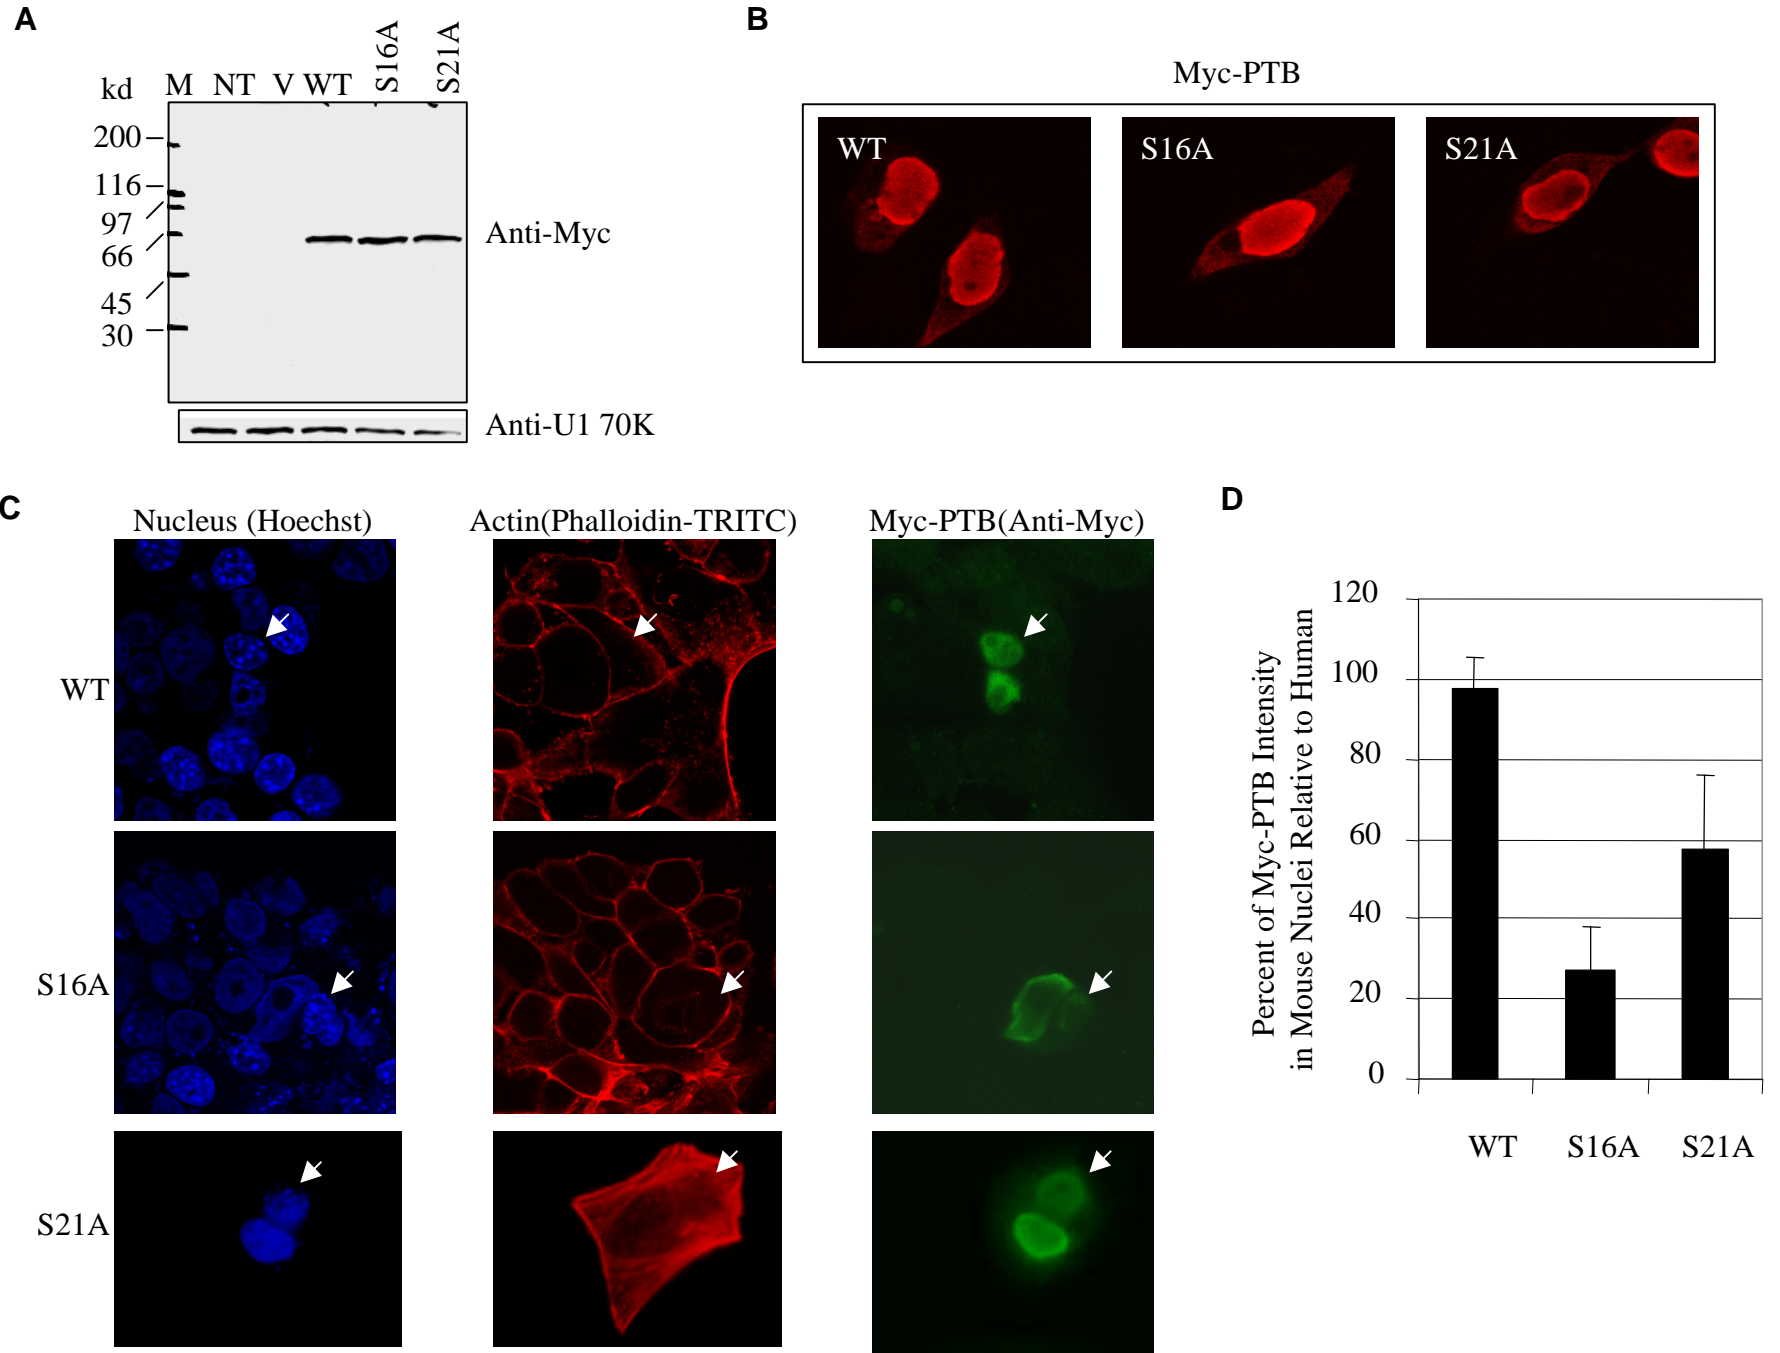 A
kd
M NT V WT S16A S21A
200
116
97
66
45
30
Anti-Myc
Anti-U1 70K
B
Myc-PTB
WT
S16A
S21A
C
Nucleus (Hoechst)
Actin(Phalloidin-TRITC)
Myc-PTB(Anti-Myc)
WT
S16A
S21A
D
Percent of Myc-PTB Intensity
in Mouse Nuclei Relative to Human
120
100
80
60
40
20
0
WT
S16A
S21A